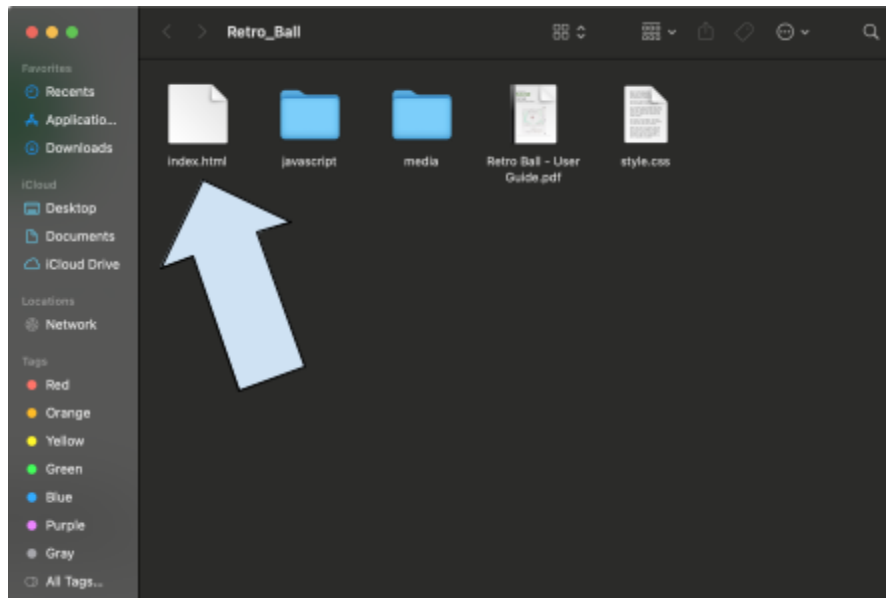 Retro_Ball
Favorites
Recents
Applicatio...
Downloads
iCloud
Desktop
Documents
iCloud Drive
Locations
Network
Tags
Red
Orange
Yellow
Green
Blue
Purple
Gray
All Tags...
index.html
javascript
media
Retro Ball - User
Guide.pdf
style.css